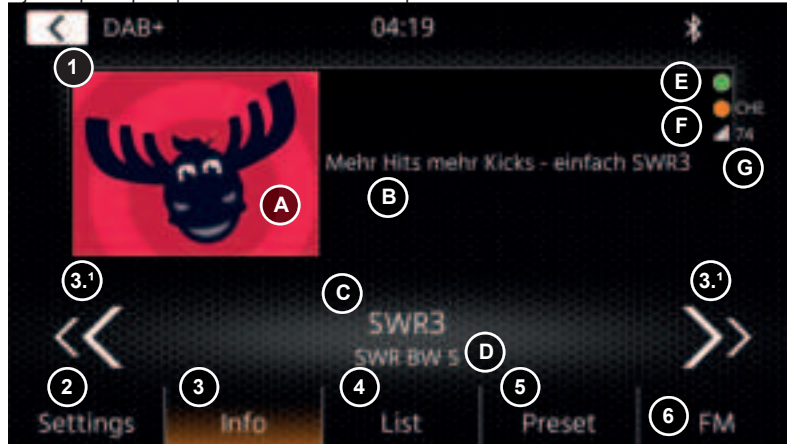 DAB+ 04:19
1
E
F CHE
74
G
Mehr Hits mehr Kicks - einfach SWR3
A
B
3.¹ C 3.¹
SWR3
SWR BW S D
2 3 4 5
Settings Info List Preset 6 FM